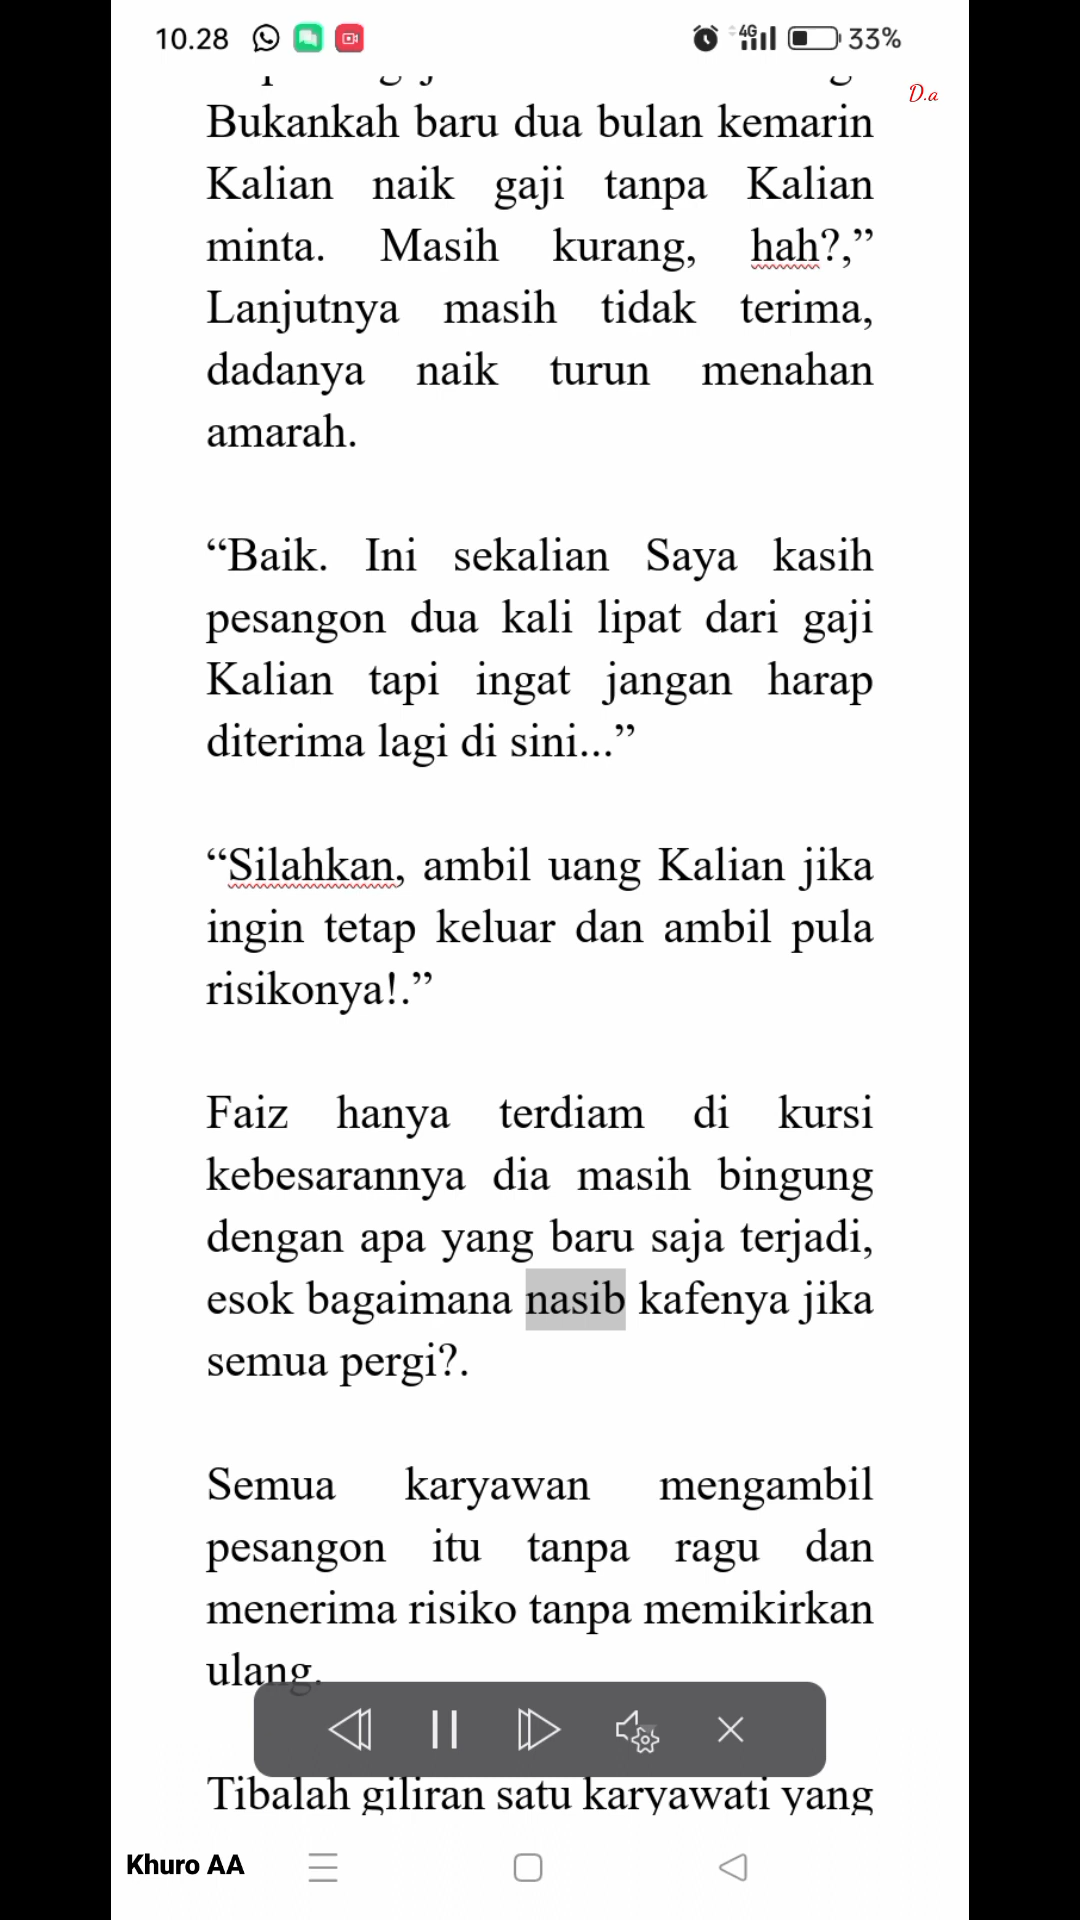 10.28
4G
33%
D.a
Bukankah baru dua bulan kemarin
Kalian naik gaji tanpa Kalian
minta. Masih kurang, hah?,”
Lanjutnya masih tidak terima,
dadanya naik turun menahan
amarah.
“Baik. Ini sekalian Saya kasih
pesangon dua kali lipat dari gaji
Kalian tapi ingat jangan harap
diterima lagi di sini...”
“Silahkan, ambil uang Kalian jika
ingin tetap keluar dan ambil pula
risikonya!.”
Faiz hanya terdiam di kursi
kebesarannya dia masih bingung
dengan apa yang baru saja terjadi,
esok bagaimana nasib kafenya jika
semua pergi?.
Semua karyawan mengambil
pesangon itu tanpa ragu dan
menerima risiko tanpa memikirkan
ulang.
Tibalah giliran satu karyawati yang
Khuro AA